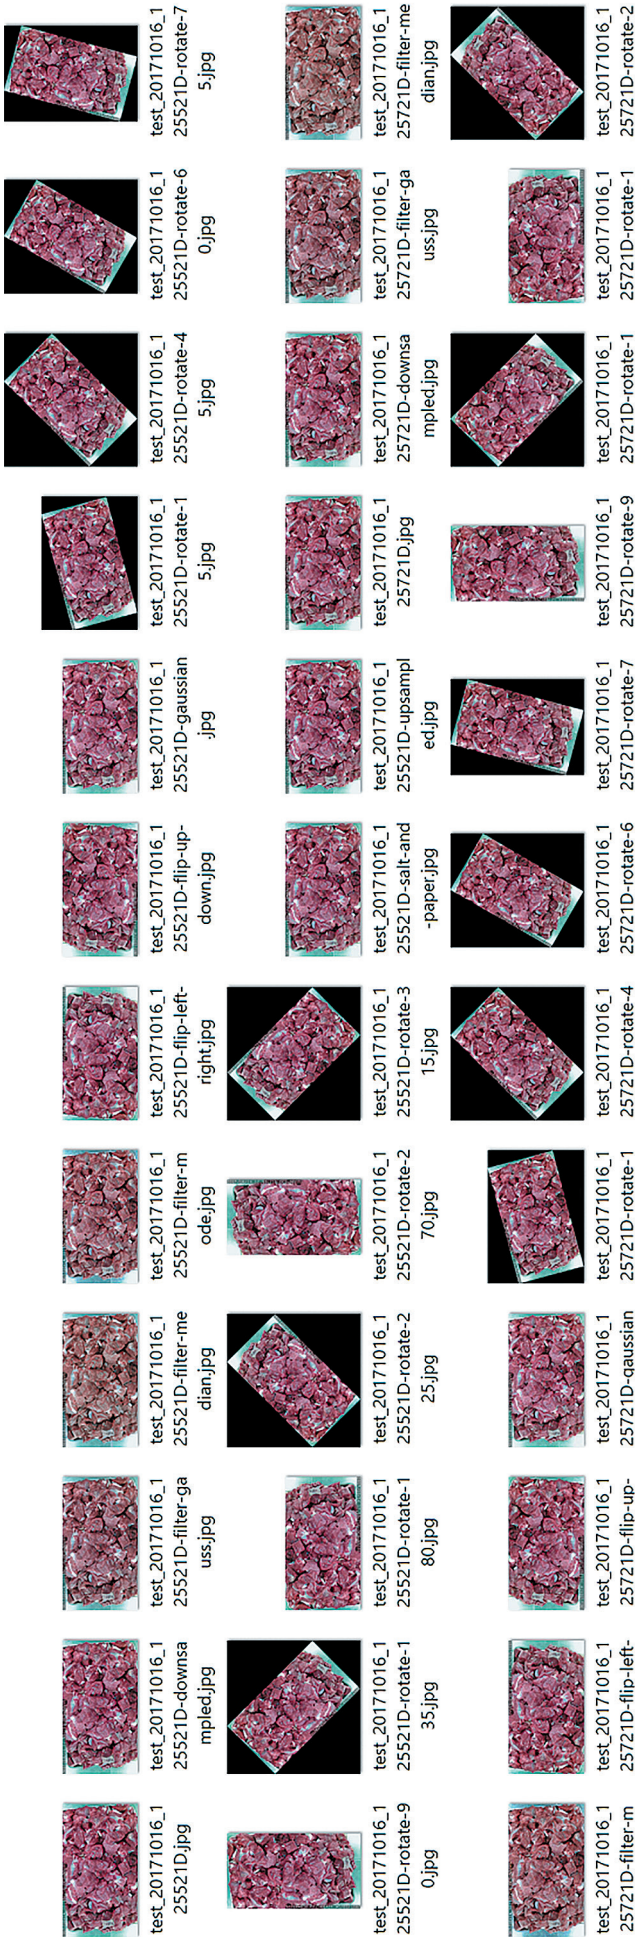 test_20171016_1
25521D.jpg
test_20171016_1
25521D-downsa
mpled.jpg
test_20171016_1
25521D-filter-ga
uss.jpg
test_20171016_1
25521D-filter-me
dian.jpg
test_20171016_1
25521D-filter-m
ode.jpg
test_20171016_1
25521D-flip-left-
right.jpg
test_20171016_1
25521D-flip-up-
down.jpg
test_20171016_1
25521D-gaussian
.jpg
test_20171016_1
25521D-rotate-1
5.jpg
test_20171016_1
25521D-rotate-4
5.jpg
test_20171016_1
25521D-rotate-6
0.jpg
test_20171016_1
25521D-rotate-7
5.jpg
test_20171016_1
25521D-rotate-9
0.jpg
test_20171016_1
25521D-rotate-1
35.jpg
test_20171016_1
25521D-rotate-1
80.jpg
test_20171016_1
25521D-rotate-2
25.jpg
test_20171016_1
25521D-rotate-2
70.jpg
test_20171016_1
25521D-rotate-3
15.jpg
test_20171016_1
25521D-salt-and
-paper.jpg
test_20171016_1
25521D-upsampl
ed.jpg
test_20171016_1
25721D.jpg
test_20171016_1
25721D-downsa
mpled.jpg
test_20171016_1
25721D-filter-ga
uss.jpg
test_20171016_1
25721D-filter-me
dian.jpg
test_20171016_1
25721D-filter-m
test_20171016_1
25721D-flip-left-
test_20171016_1
25721D-flip-up-
test_20171016_1
25721D-gaussian
test_20171016_1
25721D-rotate-1
test_20171016_1
25721D-rotate-4
test_20171016_1
25721D-rotate-6
test_20171016_1
25721D-rotate-7
test_20171016_1
25721D-rotate-9
test_20171016_1
25721D-rotate-1
test_20171016_1
25721D-rotate-1
test_20171016_1
25721D-rotate-2